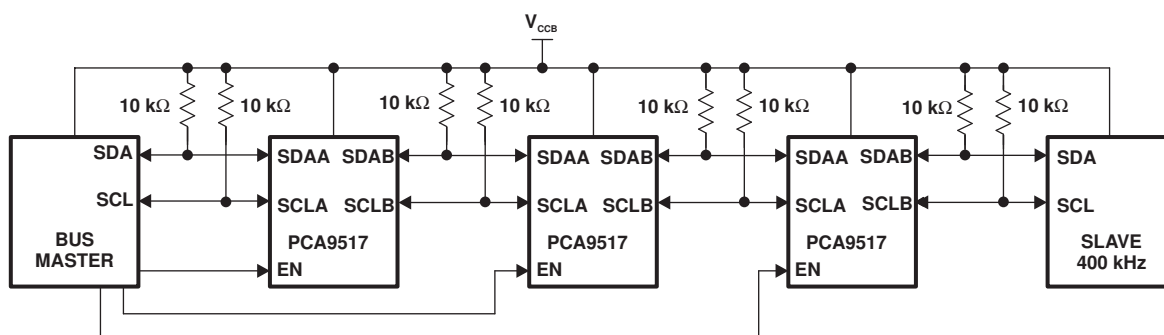 V CCB
10 kΩ 10 kΩ 10 kΩ 10 kΩ 10 kΩ 10 kΩ 10 kΩ 10 kΩ
SDA SDAA SDAB SDAA SDAB SDAA SDAB SDA
SCL SCLA SCLB SCLA SCLB SCLA SCLB SCL
BUS MASTER PCA9517 PCA9517 PCA9517 SLAVE 400 kHz
EN EN EN